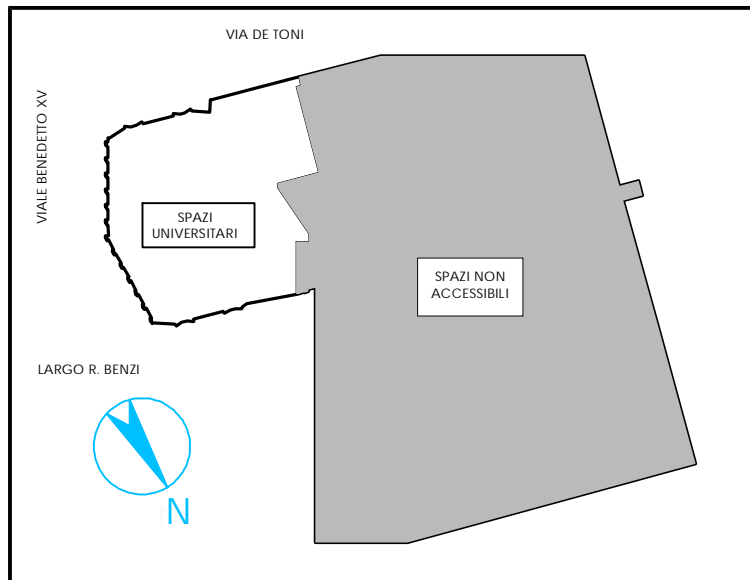 VIA DE TONI
VIALE BENEDETTO XV
SPAZI
UNIVERSITARI
SPAZI NON
ACCESSIBILI
LARGO R. BENZI
N